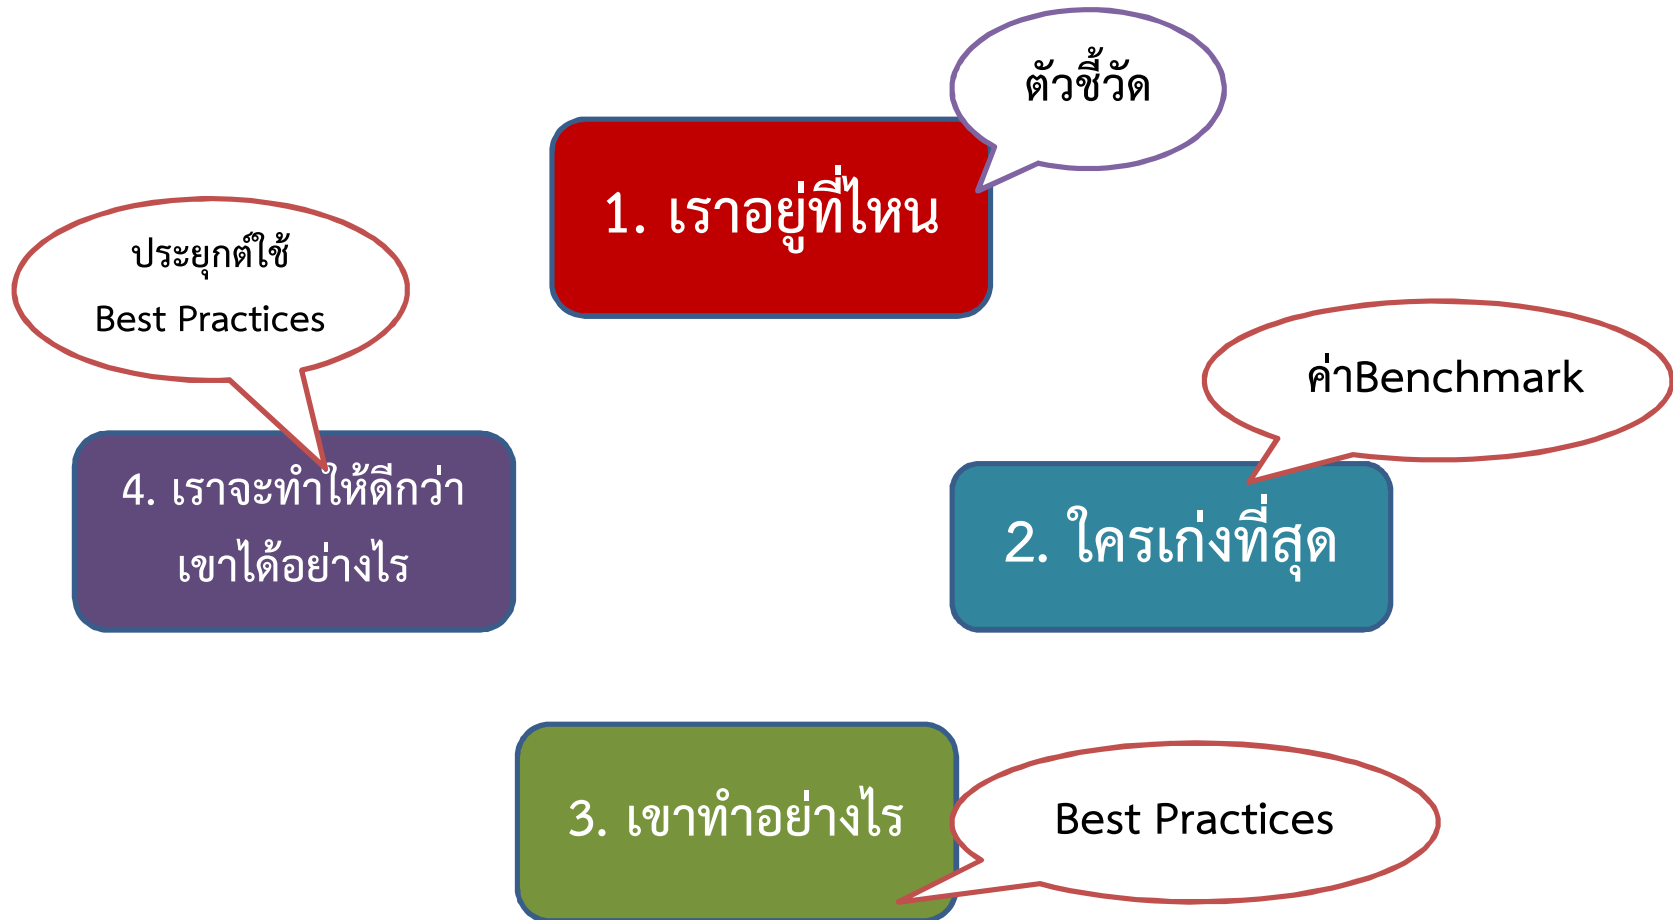 ตัวชี้วัด
1. เราอยู่ที่ไหน
ประยุกต์ใช้
Best Practices
ค่าBenchmark
4. เราจะทำให้ดีกว่า
เขาได้อย่างไร
2. ใครเก่งที่สุด
3. เขาทำอย่างไร
Best Practices